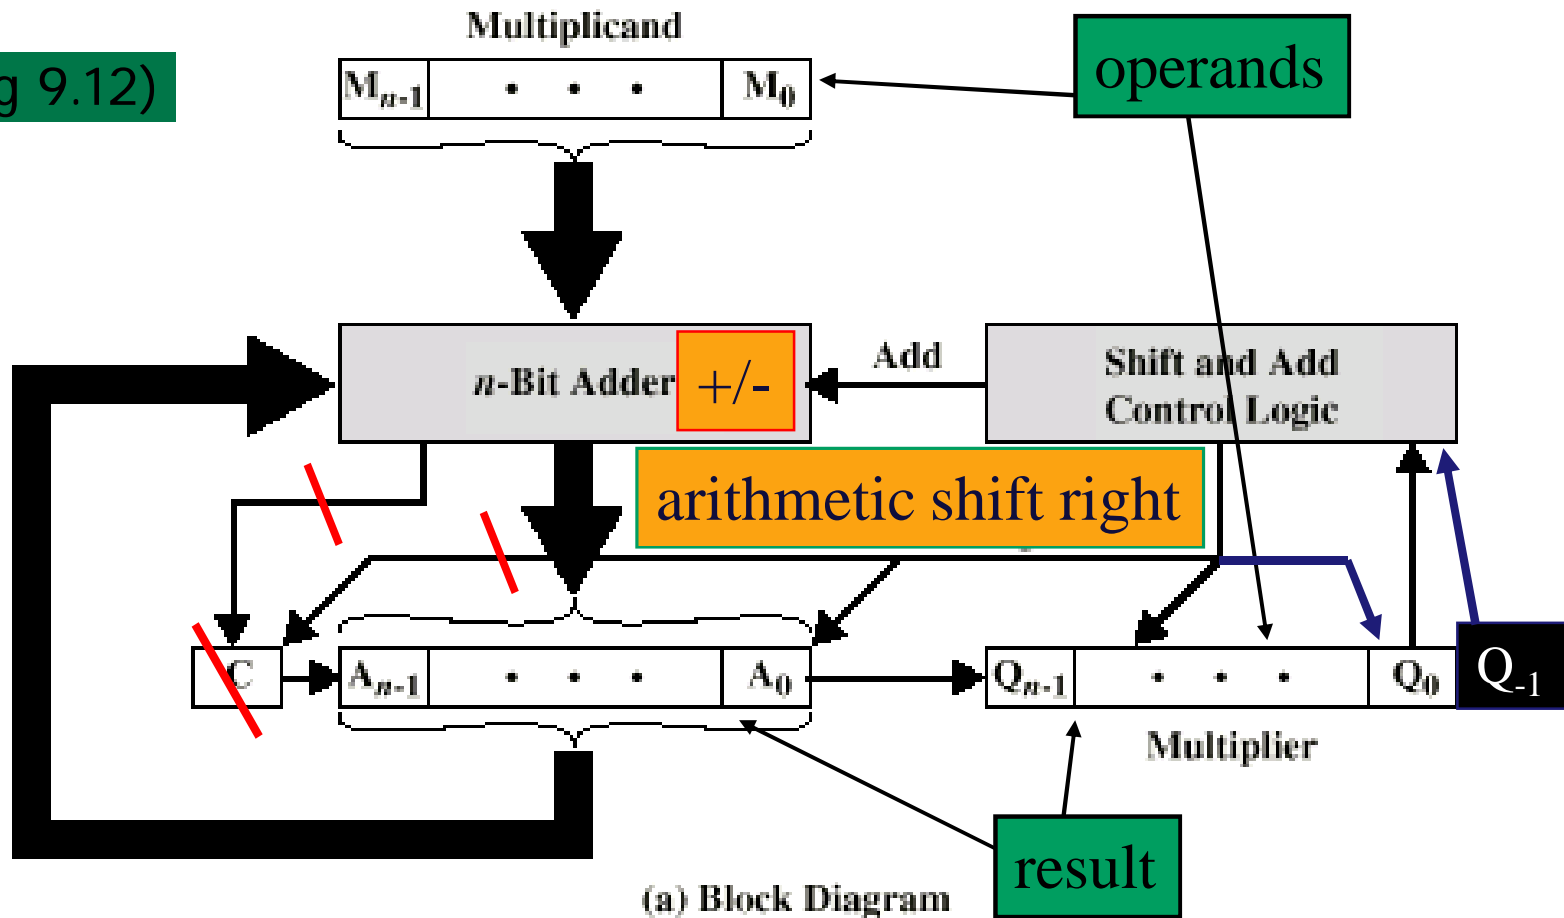 Multiplicand
g 9.12)
Mn-1 • • • M0
operands
n-Bit Adder +/-
Add
Shift and Add
Control Logic
arithmetic shift right
C
An-1 • • • A0
Qn-1 • • • Q0
Q-1
Multiplier
result
(a) Block Diagram